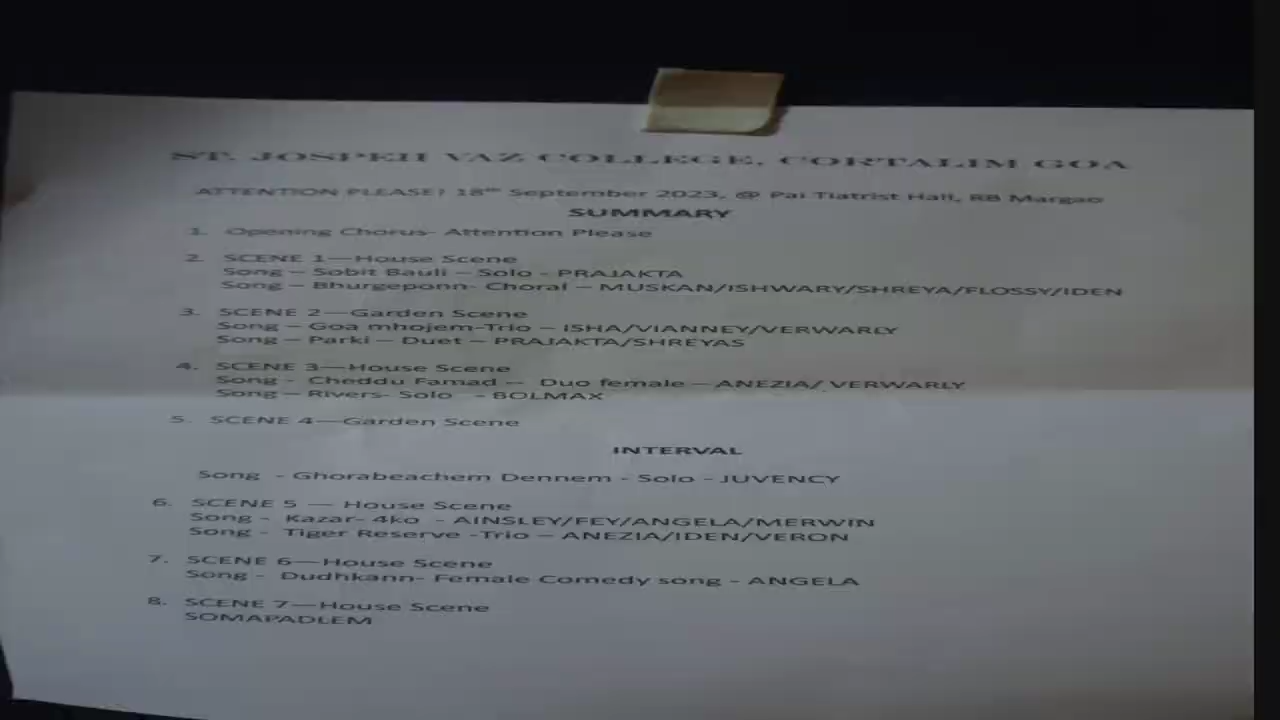 ST. JOSPEH VAZ COLLEGE, CORTALIM GOA
ATTENTION PLEASE! 18th September 2023, @ Pai Tiatrist Hall, RB Margao
SUMMARY
1. Opening Chorus- Attention Please
2. SCENE 1—House Scene
Song – Sobit Bauli – Solo - PRAJAKTA
Song – Bhurgeponn- Choral – MUSKAN/ISHWARY/SHREYA/FLOSSY/IDEN
3. SCENE 2—Garden Scene
Song – Goa mhojem-Trio – ISHA/VIANNEY/VERWARLY
Song – Parki – Duet – PRAJAKTA/SHREYAS
4. SCENE 3—House Scene
Song - Cheddu Famad – Duo female – ANEZIA/ VERWARLY
Song – Rivers- Solo - BOLMAX
5. SCENE 4—Garden Scene
INTERVAL
Song - Ghorabeachem Dennem - Solo - JUVENCY
6. SCENE 5 — House Scene
Song - Kazar- 4ko - AINSLEY/FEY/ANGELA/MERWIN
Song - Tiger Reserve -Trio – ANEZIA/IDEN/VERON
7. SCENE 6—House Scene
Song - Dudhkann- Female Comedy song - ANGELA
8. SCENE 7—House Scene
SOMAPADLEM